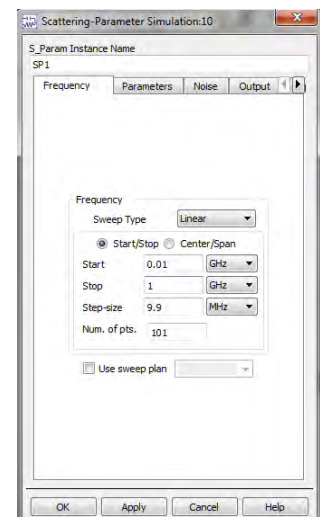 Scattering-Parameter Simulation:10
S_Param Instance Name
SP1
Frequency Parameters Noise Output
Frequency
Sweep Type Linear
Start/Stop Center/Span
Start 0.01 GHz
Stop 1 GHz
Step-size 9.9 MHz
Num. of pts. 101
Use sweep plan
OK Apply Cancel Help